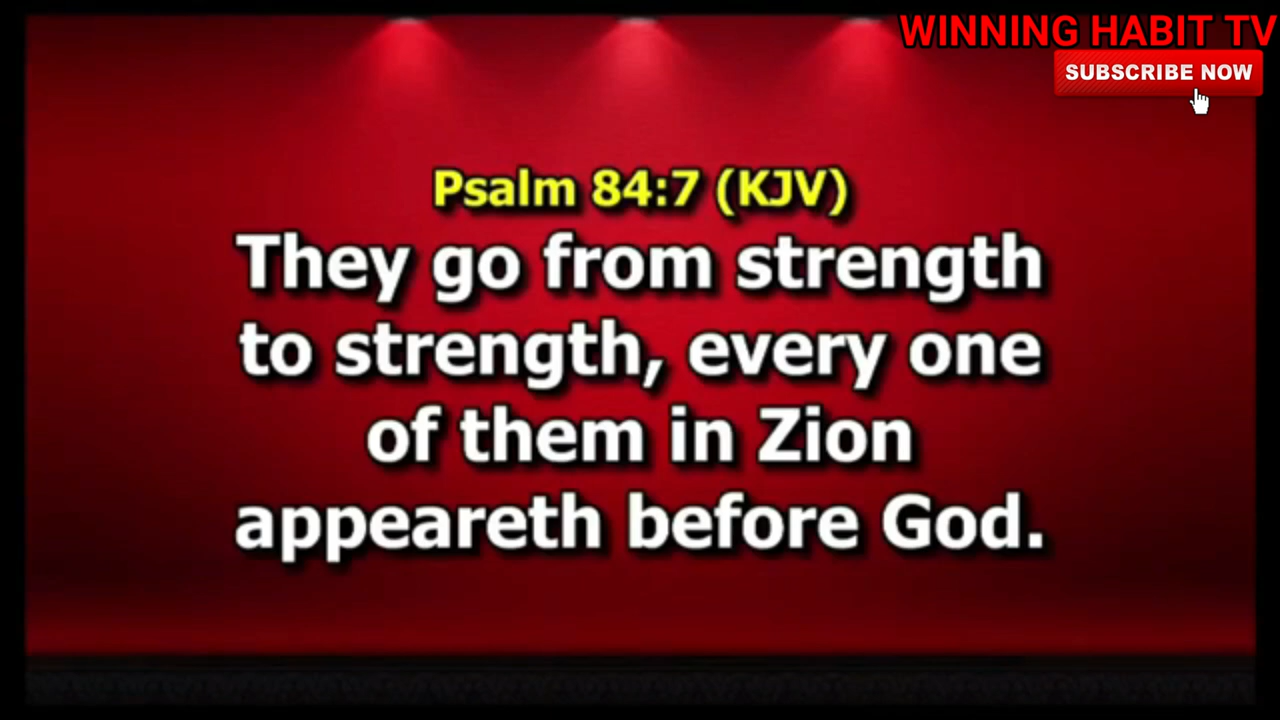 WINNING HABIT TV
SUBSCRIBE NOW
Psalm 84:7 (KJV)
They go from strength
to strength, every one
of them in Zion
appeareth before God.